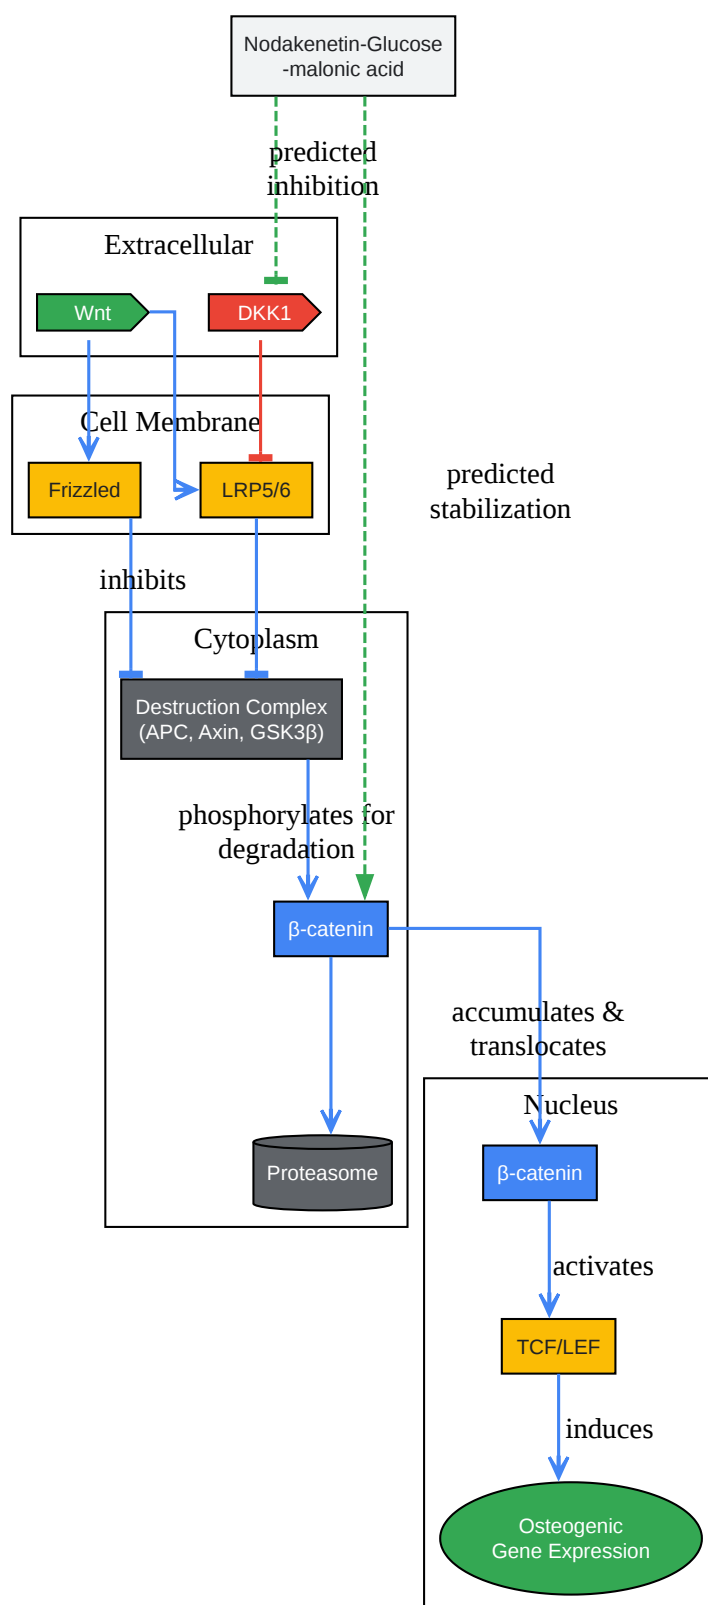 Nodakenetin-Glucose
-malonic acid
predicted
inhibition
Extracellular
Wnt
DKK1
Cell Membrane
Frizzled
LRP5/6
predicted
stabilization
inhibits
Cytoplasm
Destruction Complex
(APC, Axin, GSK3β)
phosphorylates for
degradation
β-catenin
accumulates &
translocates
Nucleus
Proteasome
β-catenin
activates
TCF/LEF
induces
Osteogenic
Gene Expression